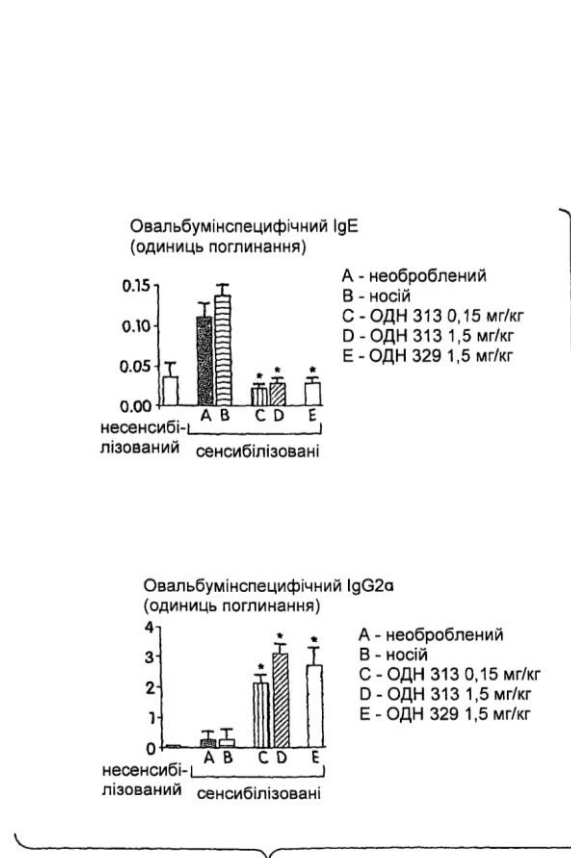 Овальбумінспецифічний IgE
(одиниць поглинання)
0.15
0.10
0.05
0.00
A - необроблений
B - носій
C - ОДН 313 0,15 мг/кг
D - ОДН 313 1,5 мг/кг
E - ОДН 329 1,5 мг/кг
* * *
A B C D E
несенсибі-
лізований
сенсибілізовані
Овальбумінспецифічний IgG2a
(одиниць поглинання)
4
3
2
1
0
A - необроблений
B - носій
C - ОДН 313 0,15 мг/кг
D - ОДН 313 1,5 мг/кг
E - ОДН 329 1,5 мг/кг
* * *
A B C D E
несенсибі-
лізований
сенсибілізовані